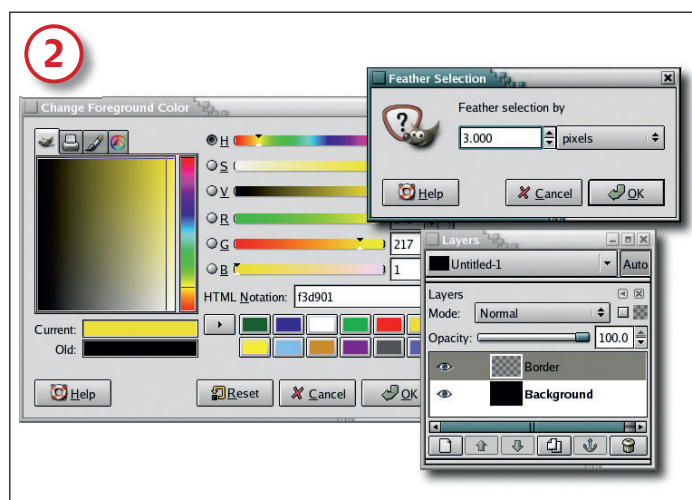 2
Change Foreground Color
H
S
V
R
G 217
B 1
HTML Notation: f3d901
Current:
Old:
Help Reset Cancel OK
Feather Selection
Feather selection by
3.000 pixels
Help Cancel OK
Layers
Untitled-1 Auto
Layers
Mode: Normal
Opacity: 100.0
Border
Background